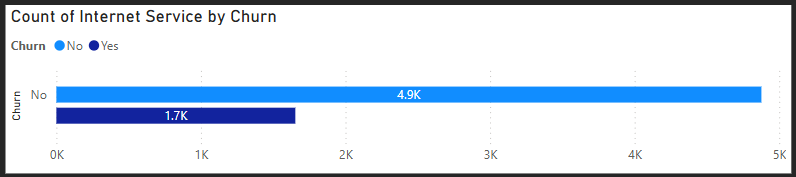 Count of Internet Service by Churn
Churn No Yes
Churn
No 4.9K
1.7K
0K 1K 2K 3K 4K 5K